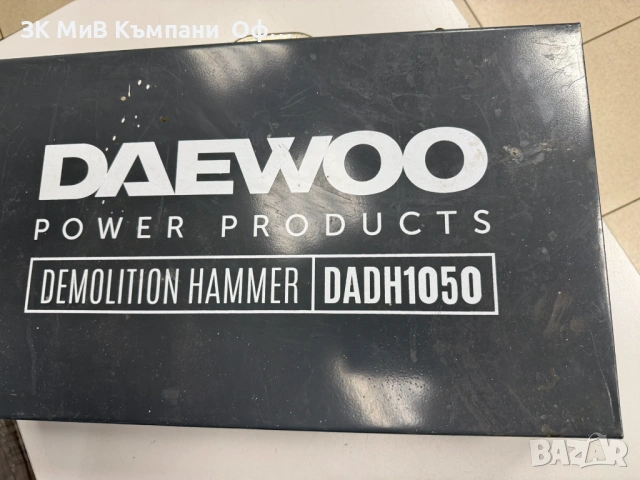 ЗК МиВ Къмпани Оф
DAEWOO
POWER PRODUCTS
DEMOLITION HAMMER DADH1050
BAZAR